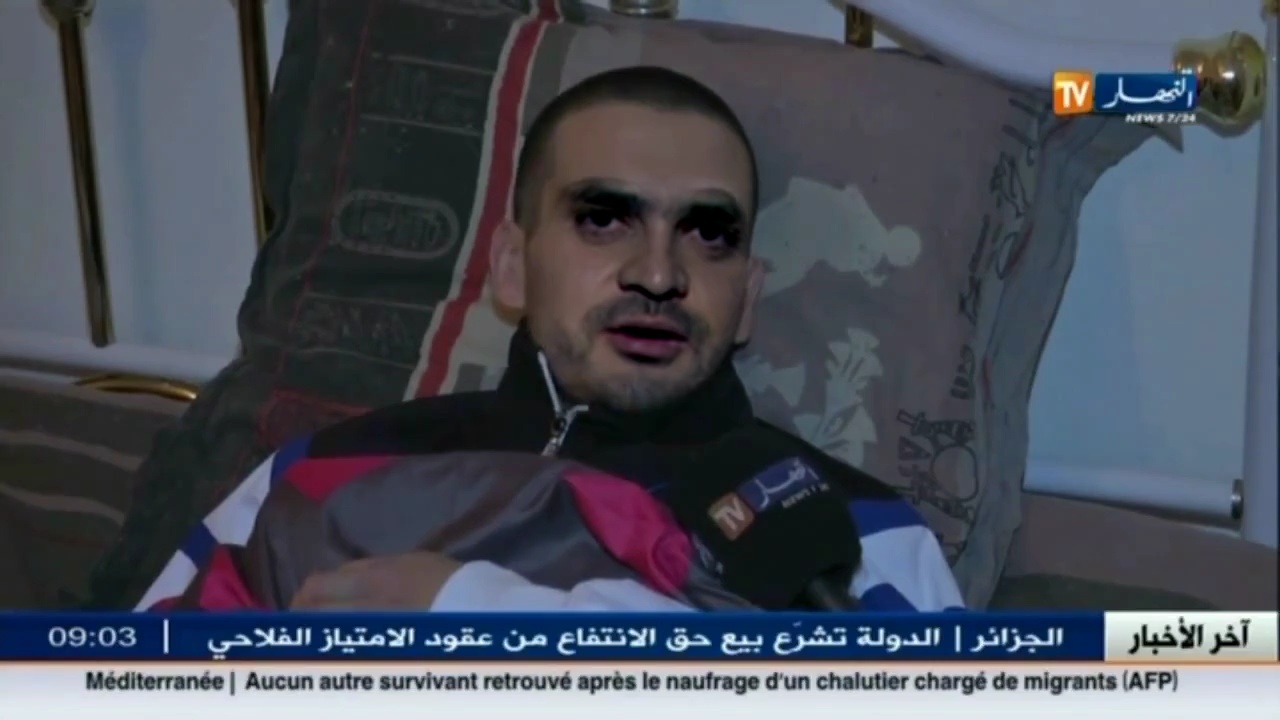 TV النهار
NEWS 7/24
TV النهار
آخر الأخبار
الجزائر | الدولة تشرّع بيع حق الانتفاع من عقود الامتياز الفلاحي | 09:03
Méditerranée | Aucun autre survivant retrouvé après le naufrage d'un chalutier chargé de migrants (AFP)